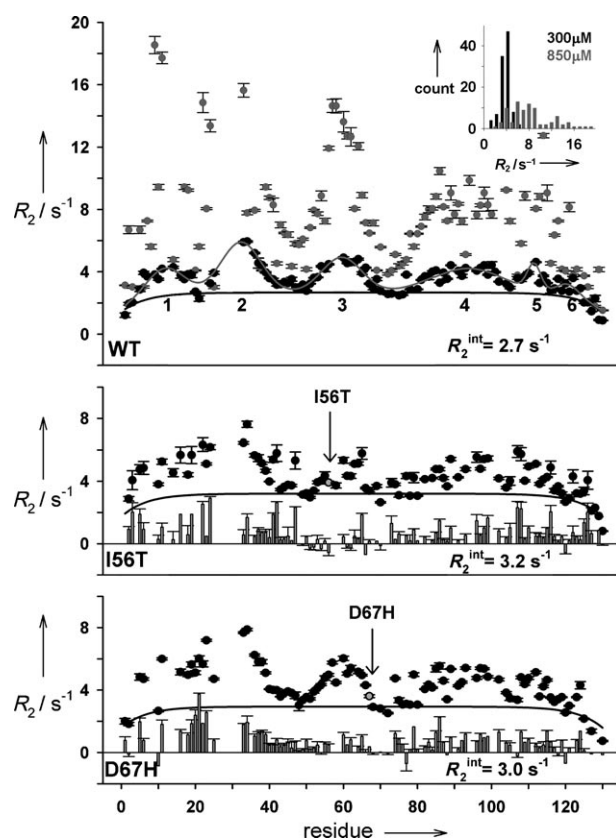 20
16
12
8
4
0
R₂ / s⁻¹
40
20
0
count
300µM
850µM
0 8 16
R₂ / s⁻¹
1 2 3 4 5 6
WT
R₂ⁱⁿᵗ= 2.7 s⁻¹
8
4
0
R₂ / s⁻¹
I56T
I56T
R₂ⁱⁿᵗ= 3.2 s⁻¹
8
4
0
R₂ / s⁻¹
D67H
D67H
R₂ⁱⁿᵗ= 3.0 s⁻¹
0 20 40 60 80 100 120
residue